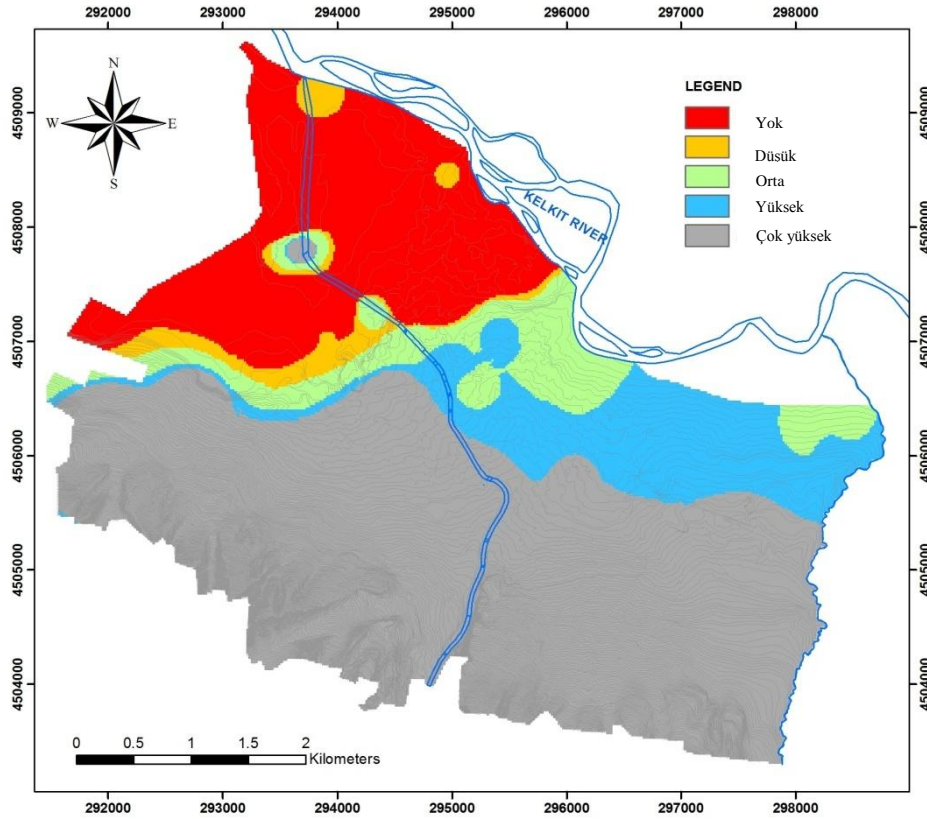 292000 293000 294000 295000 296000 297000 298000
N
W E
S
LEGEND
Yok
Düsük
Orta
Yüksek
Çok yüksek
KELKIT RIVER
4509000
4508000
4507000
4506000
4505000
4504000
4509000
4508000
4507000
4506000
4505000
4504000
0 0.5 1 1.5 2
Kilometers
292000 293000 294000 295000 296000 297000 298000